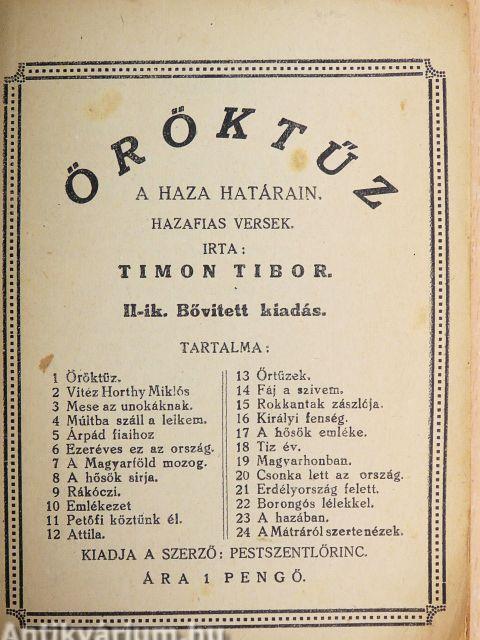 ÖRÖKTŰZ
A HAZA HATÁRAIN.
HAZAFIAS VERSEK.
IRTA:
TIMON TIBOR.
II-ik. Bővitett kiadás.
TARTALMA:
1 Öröktüz.
2 Vitéz Horthy Miklós
3 Mese az unokáknak.
4 Múltba száll a lelkem.
5 Árpád fiaihoz
6 Ezeréves ez az ország.
7 A Magyarföld mozog.
8 A hősök sirja.
9 Rákóczi.
10 Emlékezet
11 Petőfi köztünk él.
12 Attila.
13 Őrtüzek.
14 Fáj a szivem.
15 Rokkantak zászlója.
16 Királyi fenség.
17 A hősök emléke.
18 Tiz év.
19 Magyarhonban.
20 Csonka lett az ország.
21 Erdélyország felett.
22 Borongós lélekkel.
23 A hazában.
24 A Mátráról szertenézek.
KIADJA A SZERZŐ: PESTSZENTLŐRINC.
ÁRA 1 PENGŐ.
Antikvárium.hu